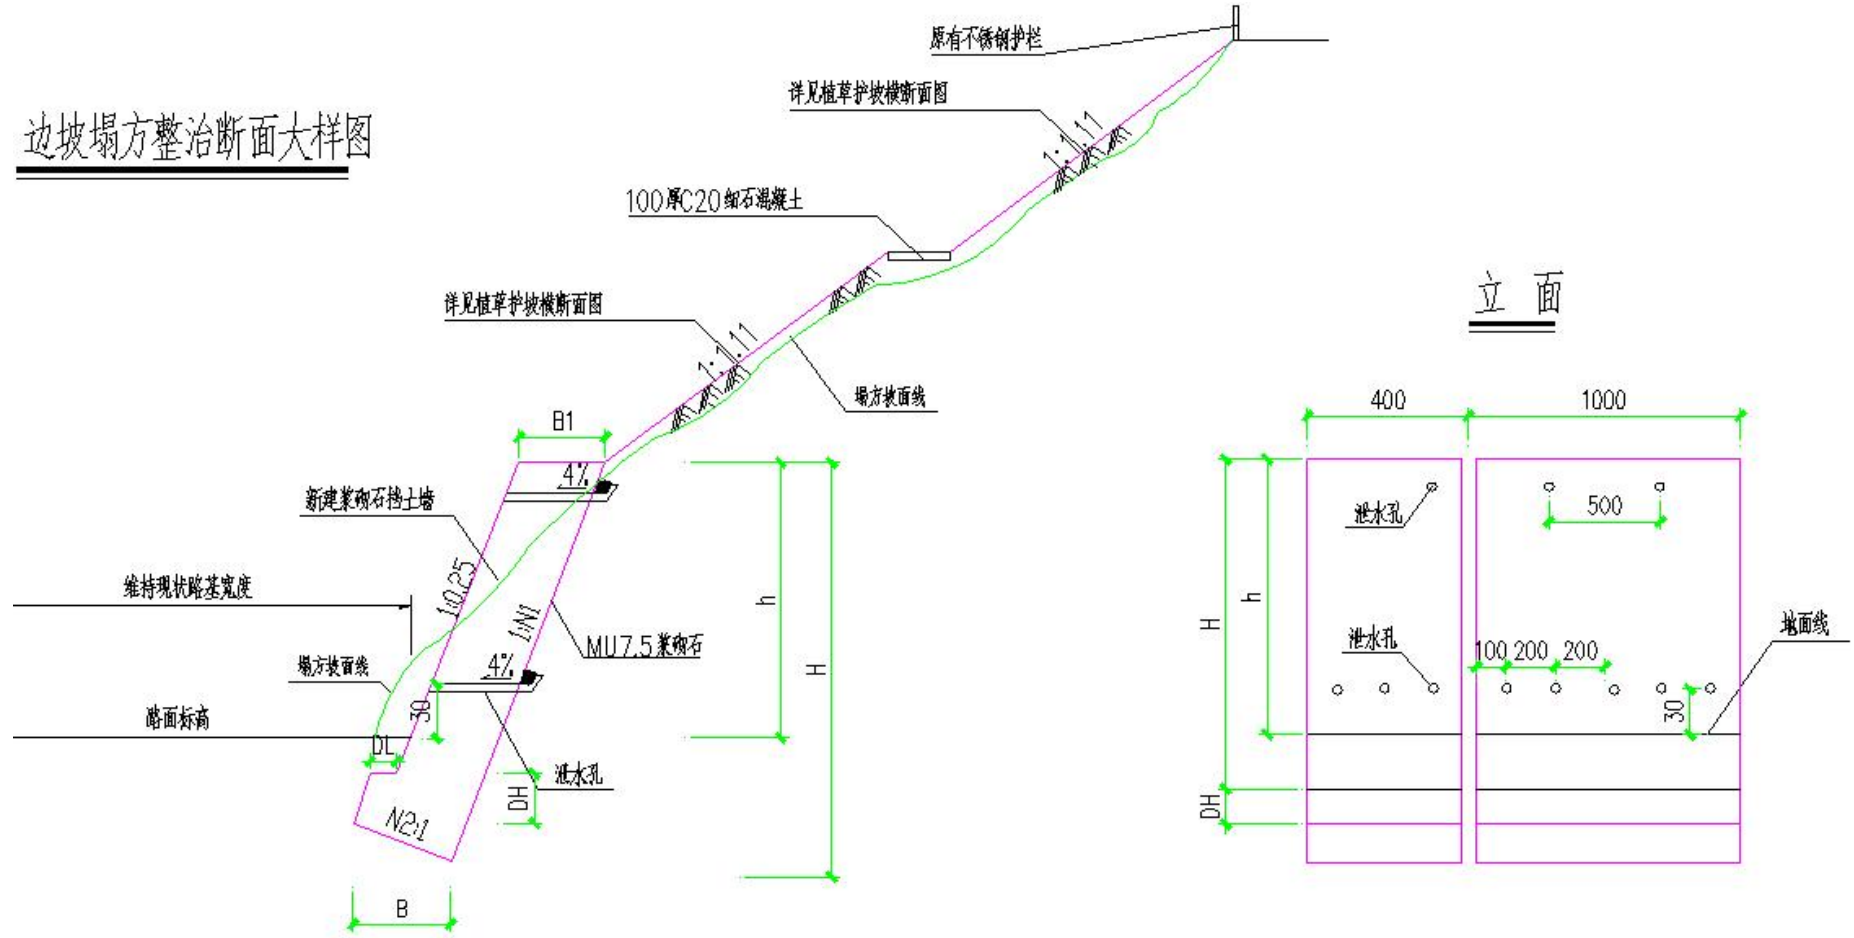 原有不锈钢护栏
详见植草护坡横断面图
1:1.11
边坡塌方整治断面大样图
100厚C20细石混凝土
立 面
详见植草护坡横断面图
1:1.11
塌方坡面线
400
1000
B1
4%
新建浆砌石挡土墙
泄水孔
500
维持现状路基宽度
1:0.25
h
H
h
1:N1
MU7.5浆砌石
地面线
泄水孔
100
200
200
4%
塌方坡面线
H
30
30
路面标高
DL
泄水孔
DH
DH
N2:1
B